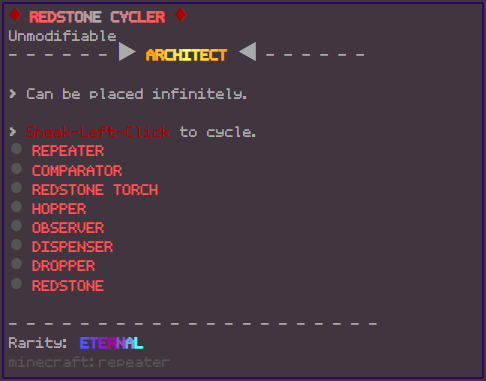 ♦ REDSTONE CYCLER ♦
Unmodifiable
- - - - - - ▶ ARCHITECT ◀ - - - - - -
> Can be placed infinitely.
> Sneak-Left-Click to cycle.
● REPEATER
● COMPARATOR
● REDSTONE TORCH
● HOPPER
● OBSERVER
● DISPENSER
● DROPPER
● REDSTONE
- - - - - - - - - - - - - - - - - - - - -
Rarity: ETERNAL
minecraft:repeater